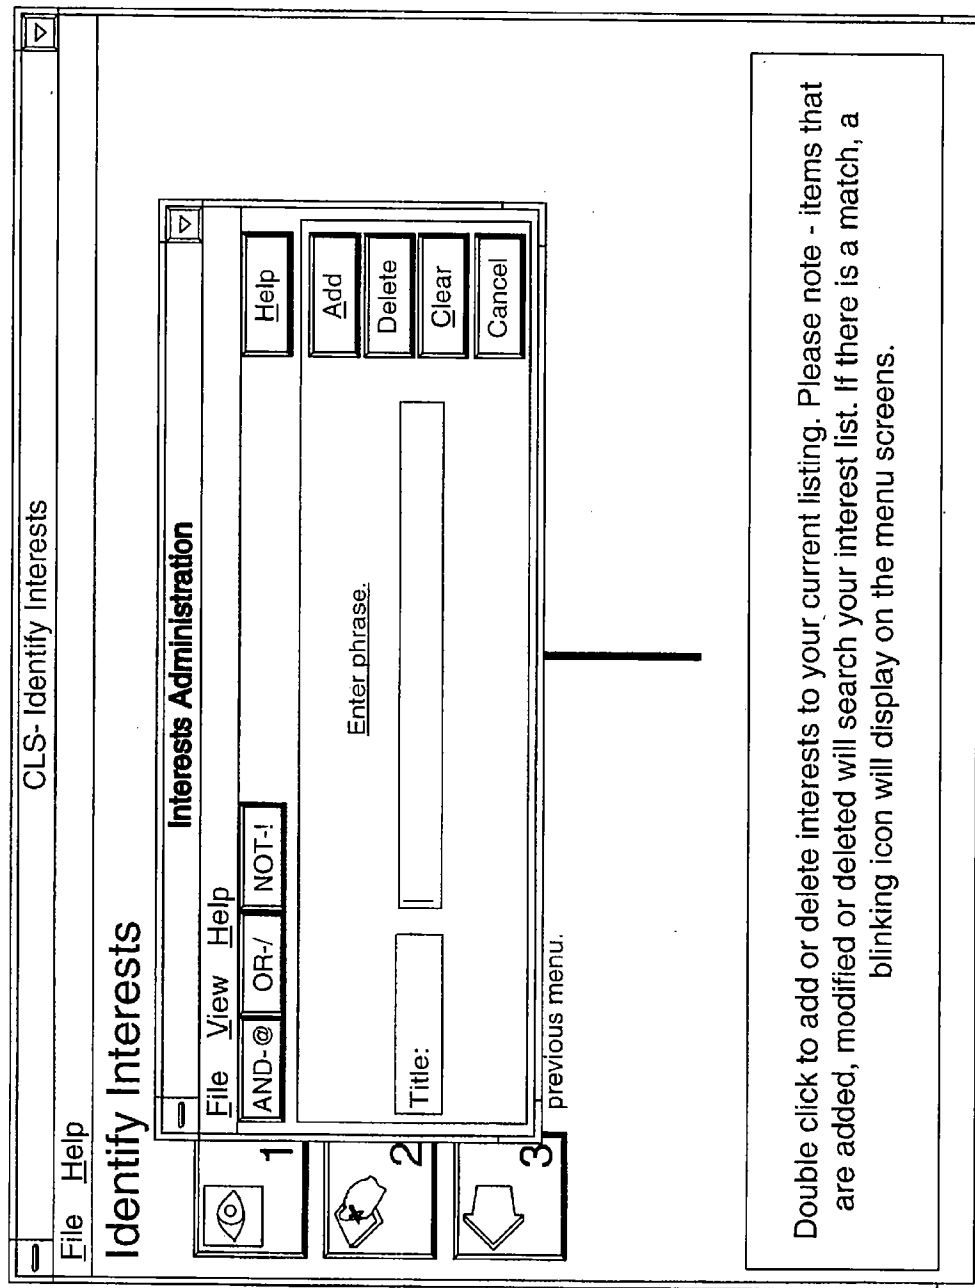 CLS- Identify Interests
File Help
Identify Interests
Interests Administration
File View Help
AND-@ OR-/ NOT-! Help
Enter phrase.
Title:
Add
Delete
Clear
Cancel
1
2
3
previous menu.
Double click to add or delete interests to your current listing. Please note - items that
are added, modified or deleted will search your interest list. If there is a match, a
blinking icon will display on the menu screens.